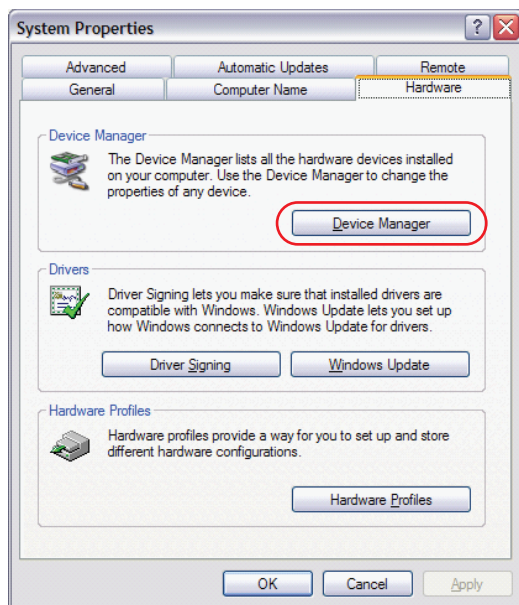 System Properties
Advanced
Automatic Updates
Remote
General
Computer Name
Hardware
Device Manager
The Device Manager lists all the hardware devices installed
on your computer. Use the Device Manager to change the
properties of any device.
Device Manager
Drivers
Driver Signing lets you make sure that installed drivers are
compatible with Windows. Windows Update lets you set up
how Windows connects to Windows Update for drivers.
Driver Signing
Windows Update
Hardware Profiles
Hardware profiles provide a way for you to set up and store
different hardware configurations.
Hardware Profiles
OK
Cancel
Apply